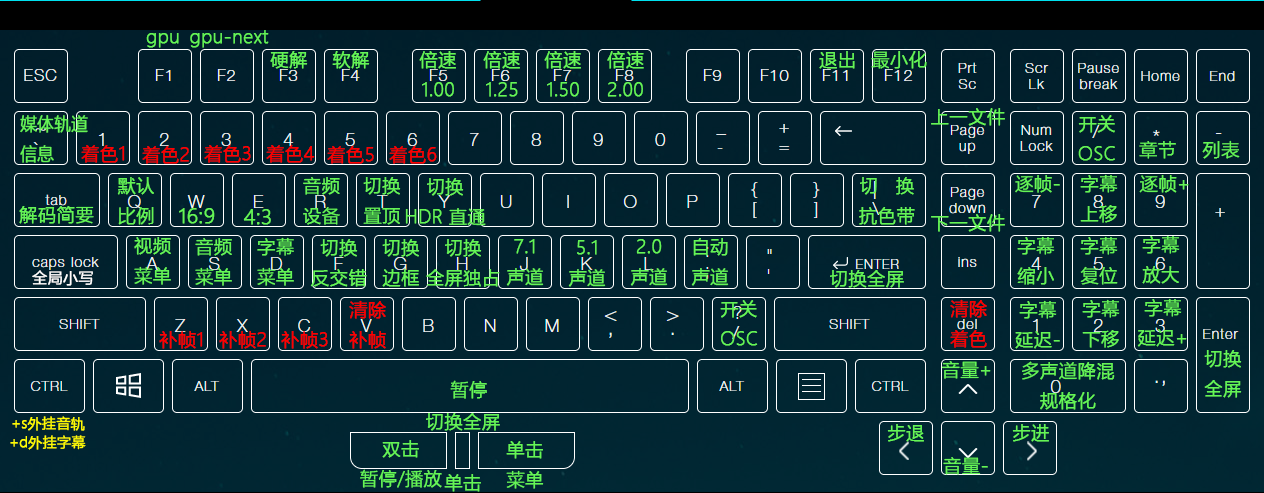 gpu gpu-next
ESC F1 F2 硬解 F3 软解 F4 倍速 F5 1.00 倍速 F6 1.25 倍速 F7 1.50 倍速 F8 2.00 F9 F10 退出 F11 最小化 F12 Prt Sc Scr Lk Pause break Home End
媒体轨道 ` 信息 1 着色1 2 着色2 3 着色3 4 着色4 5 着色5 6 着色6 7 8 9 0 _ - + = ← 上一文件 Page up Num Lock 开关 / OSC * 章节 - 列表
tab 解码简要 默认 Q 比例 W 16:9 E 4:3 音频 R 设备 切换 T 置顶 切换 Y HDR 直通 U I O P { [ } ] 切 换 | \ 抗色带 Page down 下一文件 逐帧- 7 字幕 8 上移 逐帧+ 9 +
caps lock 全局小写 视频 A 菜单 音频 S 菜单 字幕 D 菜单 切换 F 反交错 切换 G 边框 切换 H 全屏独占 7.1 J 声道 5.1 K 声道 2.0 L 声道 自动 声道 " ' ↵ ENTER 切换全屏 ins 字幕 4 缩小 字幕 5 复位 字幕 6 放大
SHIFT Z 补帧1 X 补帧2 C 补帧3 清除 V 补帧 B N M < , > . 开关 ? / OSC SHIFT 清除 del 着色 字幕 1 延迟- 字幕 2 下移 字幕 3 延迟+ Enter 切换 全屏
CTRL ALT 暂停 ALT CTRL 音量+ 多声道降混 0 规格化 .,
+s外挂音轨
+d外挂字幕
切换全屏
双击 单击 步退 步进
暂停/播放 单击 菜单 音量-